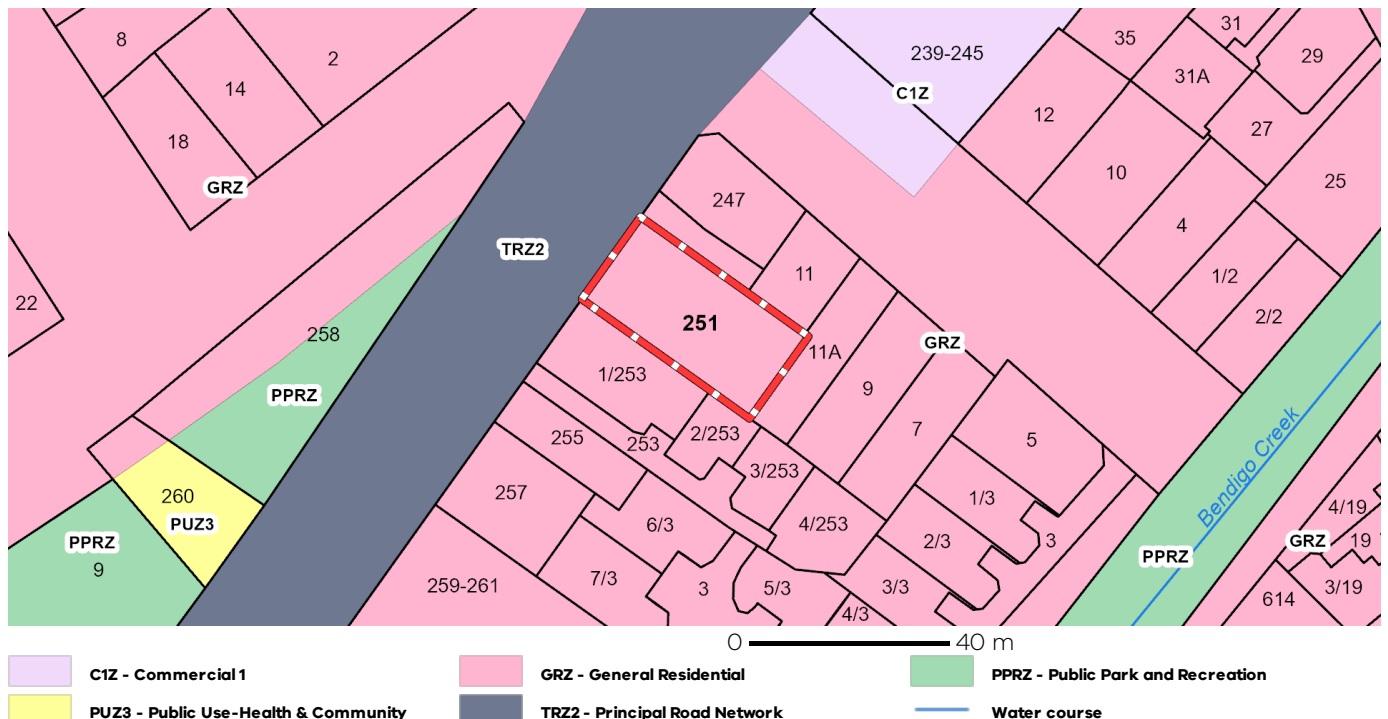 8
2
14
18
GRZ
22
TRZ2
258
PPRZ
260
PUZ3
PPRZ
9
239-245
C1Z
35
31
31A
29
12
27
10
25
4
1/2
2/2
247
11
251
11A
GRZ
9
7
5
1/253
2/253
253
255
3/253
257
4/253
6/3
1/3
2/3
3
7/3
259-261
3
5/3
3/3
4/3
Bendigo Creek
PPRZ
4/19
GRZ
19
3/19
614
0 40 m
C1Z - Commercial 1
GRZ - General Residential
PPRZ - Public Park and Recreation
PUZ3 - Public Use-Health & Community
TRZ2 - Principal Road Network
Water course